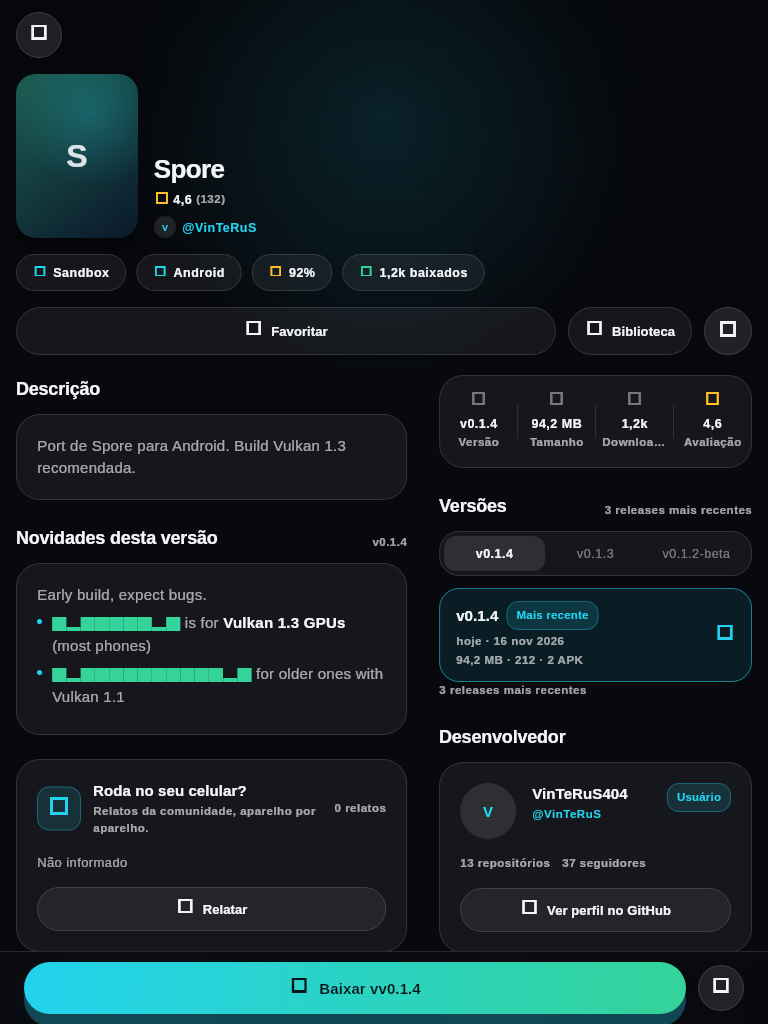 S
Spore
4,6 (132)
v @VinTeRuS
Sandbox
Android
92%
1,2k baixados
Favoritar
Biblioteca
Descrição
Port de Spore para Android. Build Vulkan 1.3
recomendada.
Novidades desta versão
v0.1.4
Early build, expect bugs.
is for Vulkan 1.3 GPUs
(most phones)
for older ones with
Vulkan 1.1
Roda no seu celular?
Relatos da comunidade, aparelho por
aparelho.
0 relatos
Não informado
Relatar
v0.1.4
Versão
94,2 MB
Tamanho
1,2k
Downloa…
4,6
Avaliação
Versões
3 releases mais recentes
v0.1.4
v0.1.3
v0.1.2-beta
v0.1.4 Mais recente
hoje · 16 nov 2026
94,2 MB · 212 · 2 APK
3 releases mais recentes
Desenvolvedor
V
VinTeRuS404
@VinTeRuS
Usuário
13 repositórios 37 seguidores
Ver perfil no GitHub
Baixar vv0.1.4